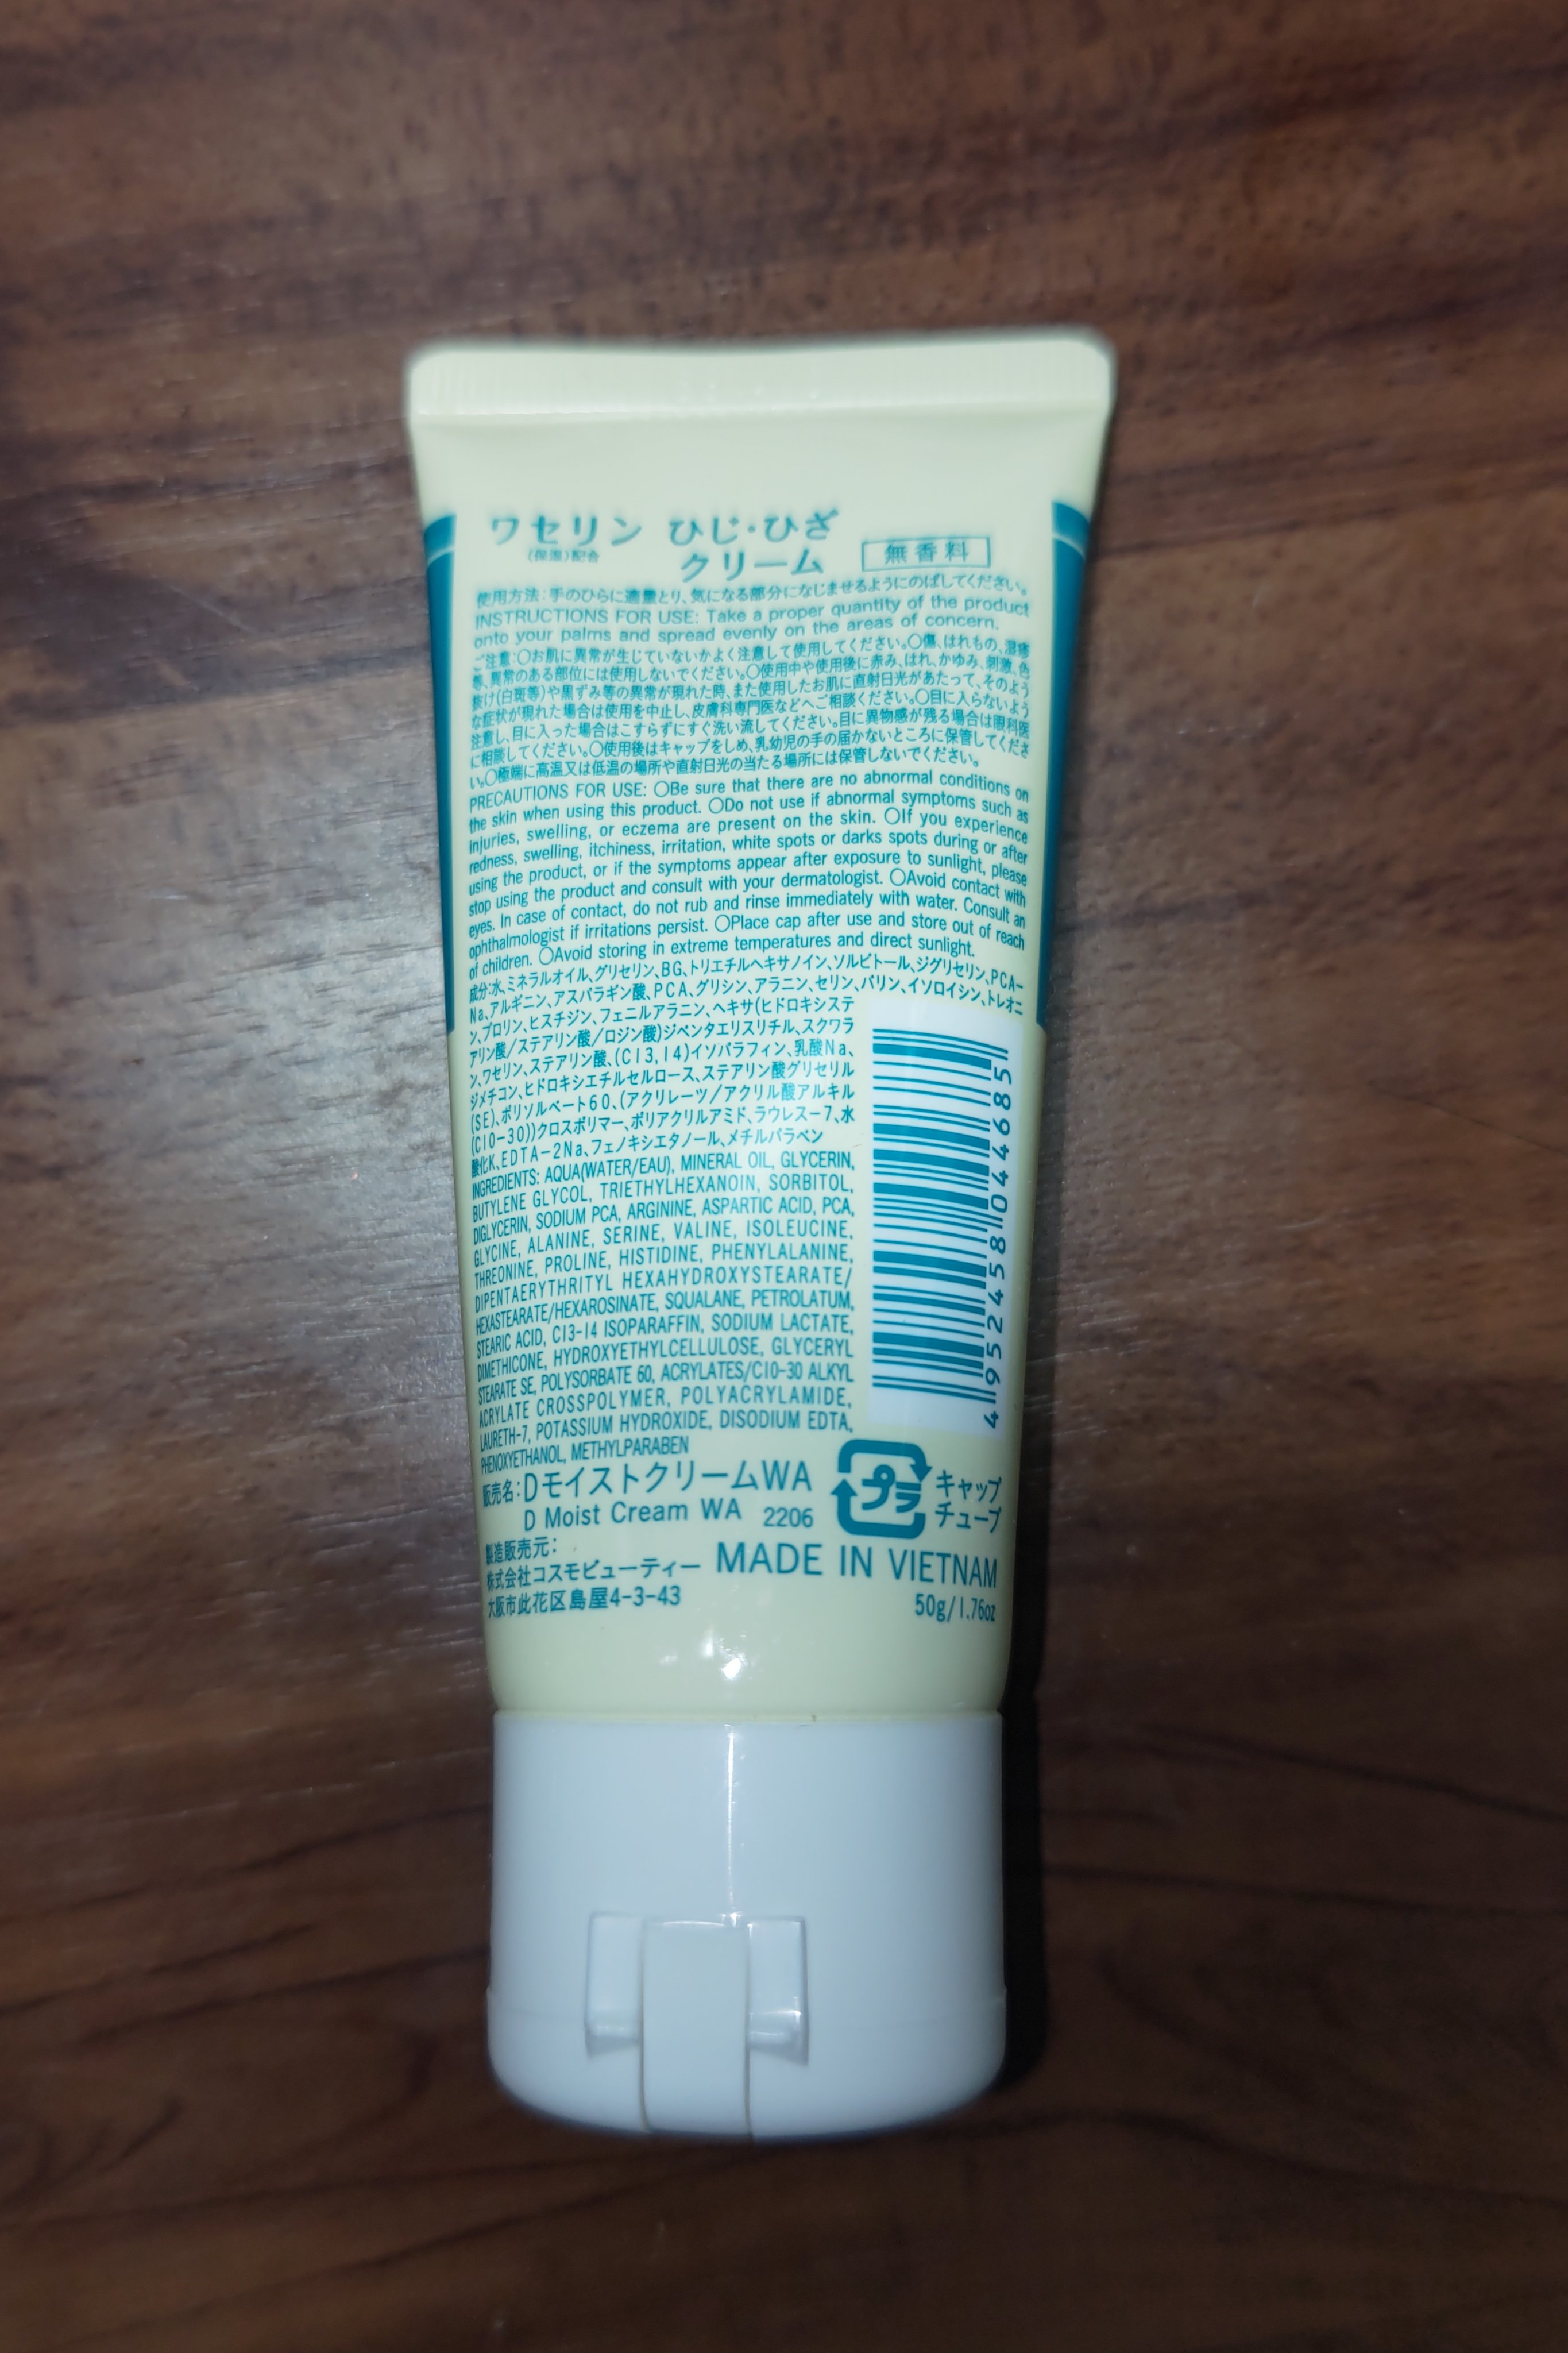 ワセリン ひじ・ひざ
(保湿)配合
クリーム 無香料
使用方法:手のひらに適量とり、気になる部分になじませるようにのばしてください。
INSTRUCTIONS FOR USE: Take a proper quantity of the product
onto your palms and spread evenly on the areas of concern.
ご注意:○お肌に異常が生じていないかよく注意して使用してください。○傷、はれもの、湿疹
等、異常のある部位には使用しないでください。○使用中や使用後に赤み、はれ、かゆみ、刺激、色
抜け(白斑等)や黒ずみ等の異常が現れた時、また使用したお肌に直射日光があたって、そのよう
な症状が現れた場合は使用を中止し、皮膚科専門医などへご相談ください。○目に入らないよう
注意し、目に入った場合はこすらずにすぐ洗い流してください。目に異物感が残る場合は眼科医
に相談してください。○使用後はキャップをしめ、乳幼児の手の届かないところに保管してくださ
い。○極端に高温又は低温の場所や直射日光の当たる場所には保管しないでください。
PRECAUTIONS FOR USE: ○Be sure that there are no abnormal conditions on
the skin when using this product. ○Do not use if abnormal symptoms such as
injuries, swelling, or eczema are present on the skin. ○If you experience
redness, swelling, itchiness, irritation, white spots or darks spots during or after
using the product, or if the symptoms appear after exposure to sunlight, please
stop using the product and consult with your dermatologist. ○Avoid contact with
eyes. In case of contact, do not rub and rinse immediately with water. Consult an
ophthalmologist if irritations persist. ○Place cap after use and store out of reach
of children. ○Avoid storing in extreme temperatures and direct sunlight.
成分:水、ミネラルオイル、グリセリン、BG、トリエチルヘキサノイン、ソルビトール、ジグリセリン、PCA-
Na、アルギニン、アスパラギン酸、PCA、グリシン、アラニン、セリン、バリン、イソロイシン、トレオニ
ン、プロリン、ヒスチジン、フェニルアラニン、ヘキサ(ヒドロキシステ
アリン酸/ステアリン酸/ロジン酸)ジペンタエリスリチル、スクワラ
ン、ワセリン、ステアリン酸、(C13,14)イソパラフィン、乳酸Na、
ジメチコン、ヒドロキシエチルセルロース、ステアリン酸グリセリル
(SE)、ポリソルベート60、(アクリレーツ/アクリル酸アルキル
(C10-30))クロスポリマー、ポリアクリルアミド、ラウレス-7、水
酸化K、EDTA-2Na、フェノキシエタノール、メチルパラベン
INGREDIENTS: AQUA(WATER/EAU), MINERAL OIL, GLYCERIN,
BUTYLENE GLYCOL, TRIETHYLHEXANOIN, SORBITOL,
DIGLYCERIN, SODIUM PCA, ARGININE, ASPARTIC ACID, PCA,
GLYCINE, ALANINE, SERINE, VALINE, ISOLEUCINE,
THREONINE, PROLINE, HISTIDINE, PHENYLALANINE,
DIPENTAERYTHRITYL HEXAHYDROXYSTEARATE/
HEXASTEARATE/HEXAROSINATE, SQUALANE, PETROLATUM,
STEARIC ACID, C13-14 ISOPARAFFIN, SODIUM LACTATE,
DIMETHICONE, HYDROXYETHYLCELLULOSE, GLYCERYL
STEARATE SE, POLYSORBATE 60, ACRYLATES/C10-30 ALKYL
ACRYLATE CROSSPOLYMER, POLYACRYLAMIDE,
LAURETH-7, POTASSIUM HYDROXIDE, DISODIUM EDTA,
PHENOXYETHANOL, METHYLPARABEN
4952458044685
販売名:DモイストクリームWA
D Moist Cream WA 2206
プラ
キャップ
チューブ
製造販売元:
株式会社コスモビューティー
大阪市此花区島屋4-3-43
MADE IN VIETNAM
50g/1.76oz